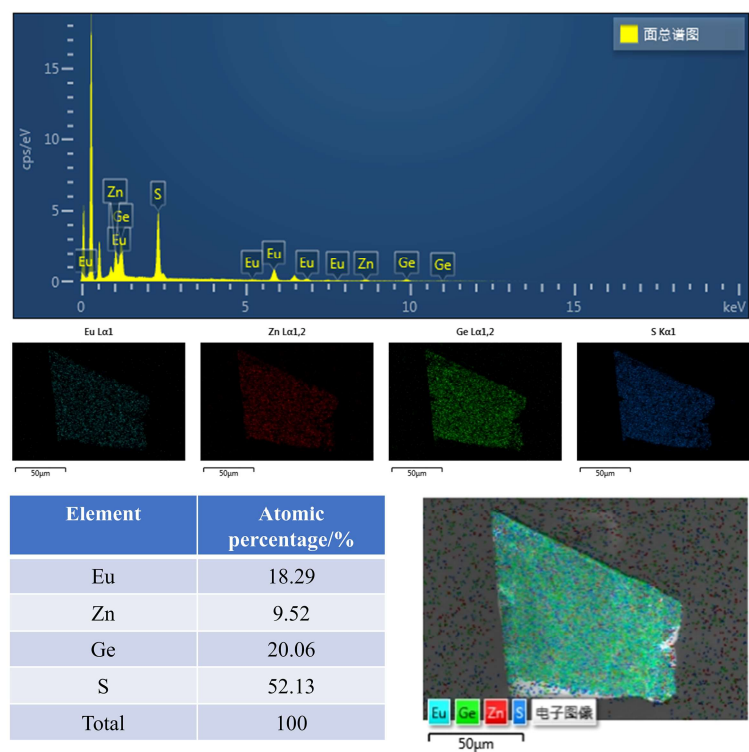 面总谱图
cps/eV
15
10
5
0
Zn
S
Ge
Eu
Eu
Eu
Eu
Eu
Eu
Zn
Ge
Ge
0
5
10
15
keV
Eu Lα1
Zn Lα1,2
Ge Lα1,2
S Kα1
50μm
50μm
50μm
50μm
Element
Atomic
percentage/%
Eu
18.29
Zn
9.52
Ge
20.06
S
52.13
Total
100
Eu Ge Zn S 电子图像
50μm